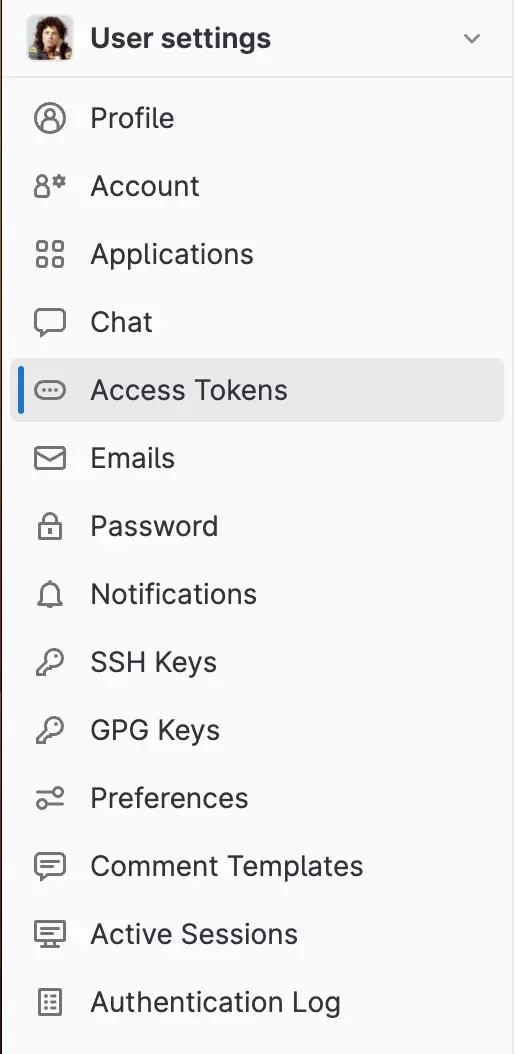 User settings
Profile
Account
Applications
Chat
Access Tokens
Emails
Password
Notifications
SSH Keys
GPG Keys
Preferences
Comment Templates
Active Sessions
Authentication Log